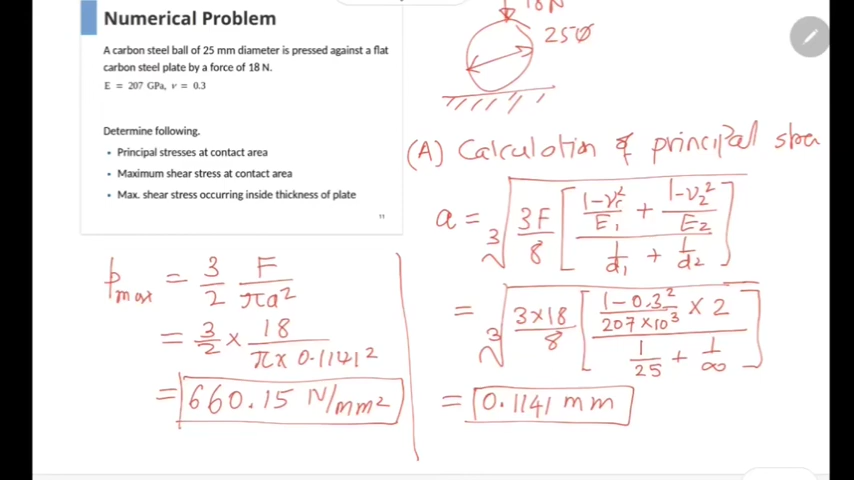 Numerical Problem
A carbon steel ball of 25 mm diameter is pressed against a flat
carbon steel plate by a force of 18 N.
E = 207 GPa, ν = 0.3
Determine following.
• Principal stresses at contact area
• Maximum shear stress at contact area
• Max. shear stress occurring inside thickness of plate
11
18N
25Ø
(A) Calculation of principal stre
a = ∛(3F/8 [((1-ν₁²)/E₁ + (1-ν₂²)/E₂) / (1/d₁ + 1/d₂)])
= ∛(3×18/8 [((1-0.3²)/(207×10³) × 2) / (1/25 + 1/∞)])
= 0.1141 mm
pmax = 3/2 F/(πa²)
= 3/2 × 18/(π×0.1141²)
= 660.15 N/mm²